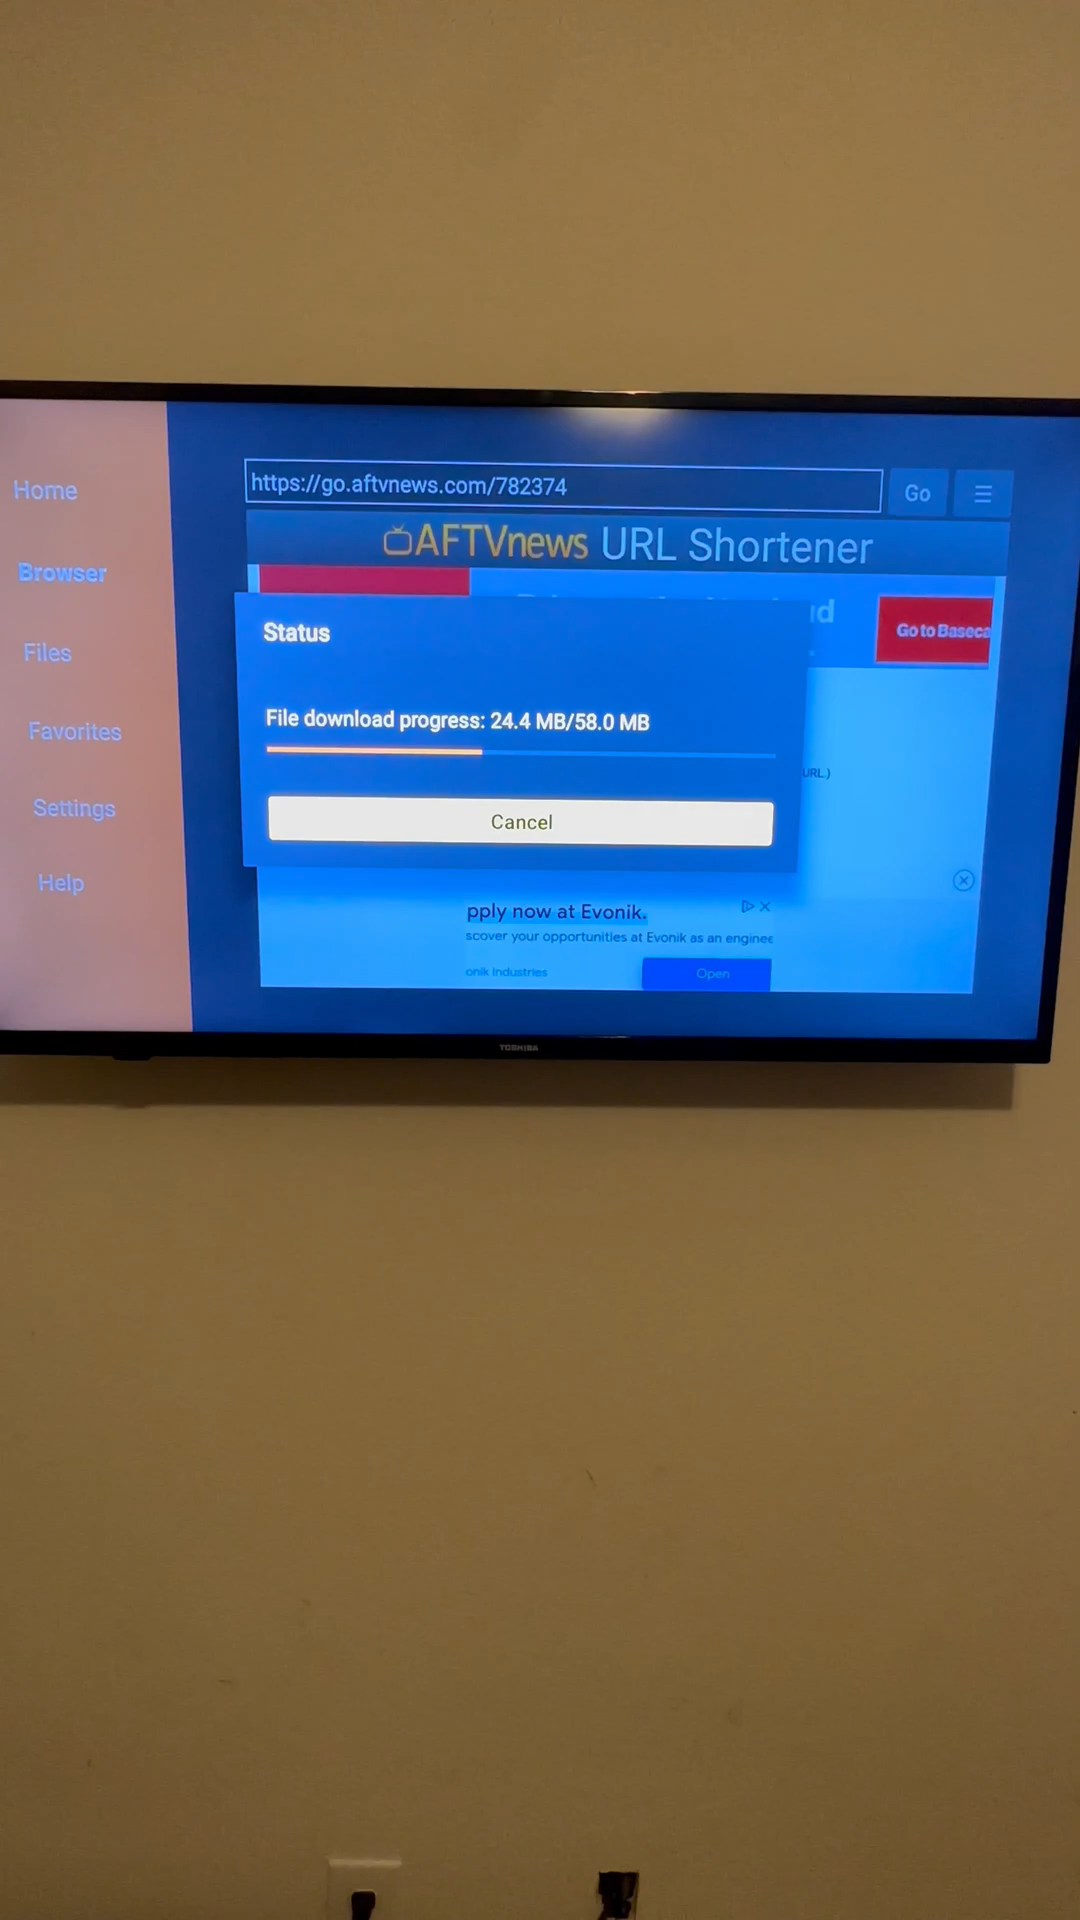 Home
Browser
Files
Favorites
Settings
Help
https://go.aftvnews.com/782374
Go
☰
AFTVnews URL Shortener
Go to Baseca
Status
File download progress: 24.4 MB/58.0 MB
URL.)
Cancel
pply now at Evonik.
scover your opportunities at Evonik as an enginee
onik Industries
Open
TOSHIBA